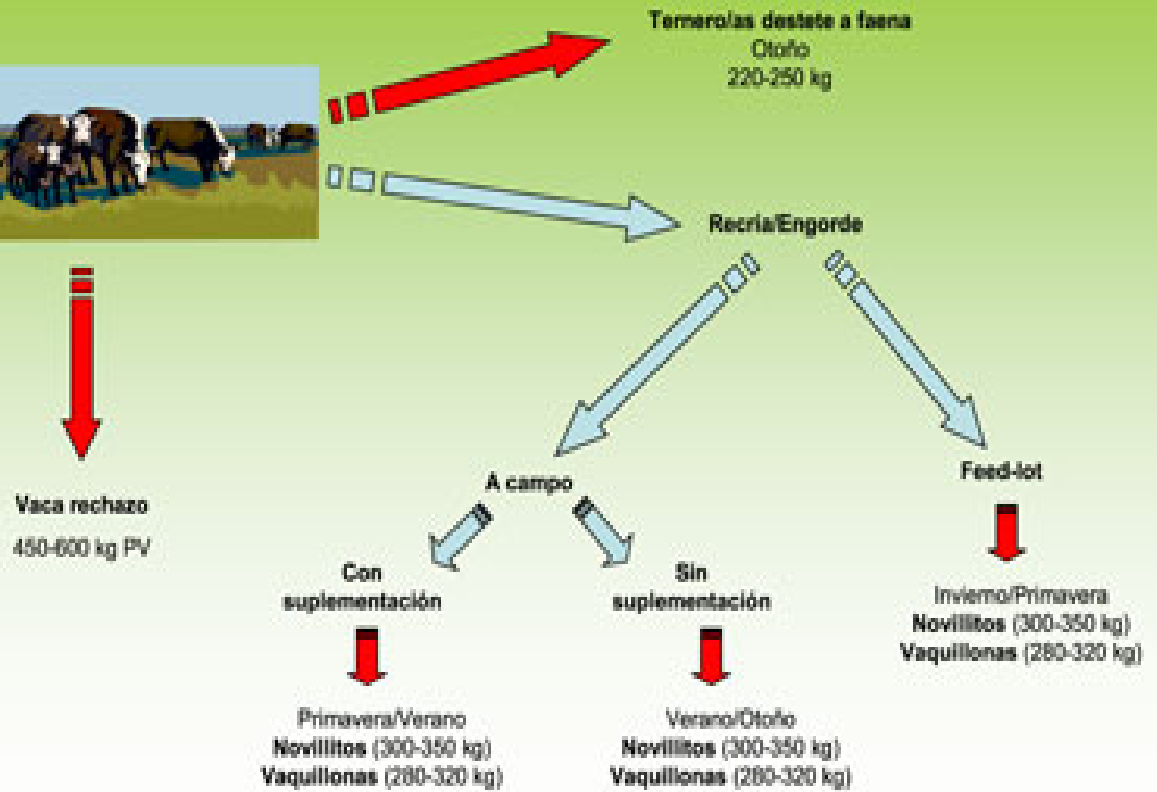 Ternero/as destete a faena
Otoño
220-250 kg
Recría/Engorde
A campo
Feed-lot
Vaca rechazo
450-600 kg PV
Con
suplementación
Sin
suplementación
Invierno/Primavera
Novillitos (300-350 kg)
Vaquillonas (280-320 kg)
Primavera/Verano
Novillitos (300-350 kg)
Vaquillonas (280-320 kg)
Verano/Otoño
Novillitos (300-350 kg)
Vaquillonas (280-320 kg)